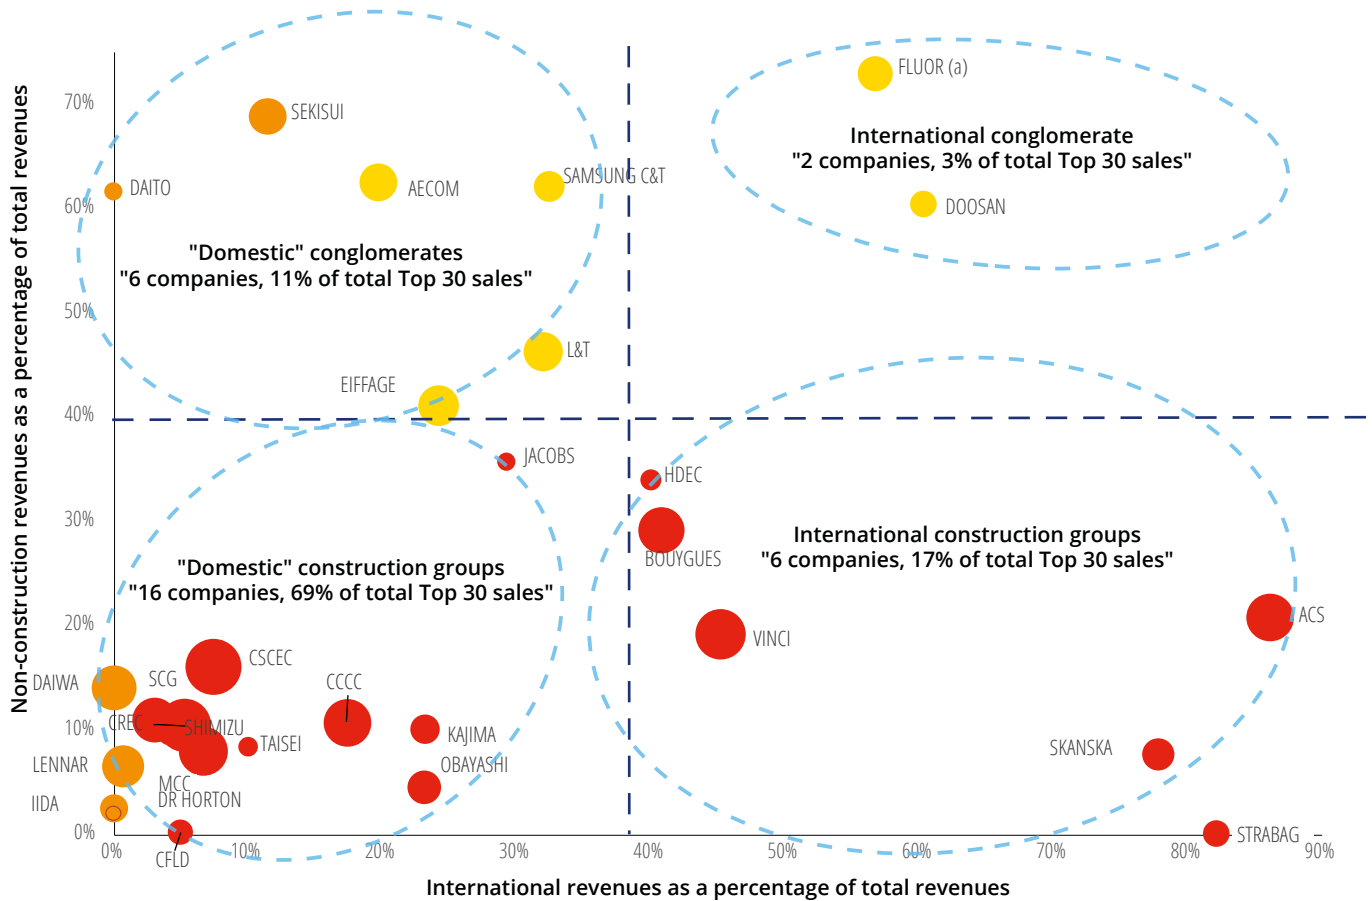 Non-construction revenues as a percentage of total revenues
70%
60%
50%
40%
30%
20%
10%
0%
SEKISUI
DAITO
AECOM
SAMSUNG C&T
"Domestic" conglomerates
"6 companies, 11% of total Top 30 sales"
L&T
EIFFAGE
FLUOR (a)
International conglomerate
"2 companies, 3% of total Top 30 sales"
DOOSAN
JACOBS
"Domestic" construction groups
"16 companies, 69% of total Top 30 sales"
CSCEC
SCG
DAIWA
CCCC
CREC
SHIMIZU
TAISEI
KAJIMA
OBAYASHI
LENNAR
MCC
DR HORTON
IIDA
CFLD
HDEC
BOUYGUES
International construction groups
"6 companies, 17% of total Top 30 sales"
VINCI
ACS
SKANSKA
STRABAG
0%
10%
20%
30%
40%
50%
60%
70%
80%
90%
International revenues as a percentage of total revenues